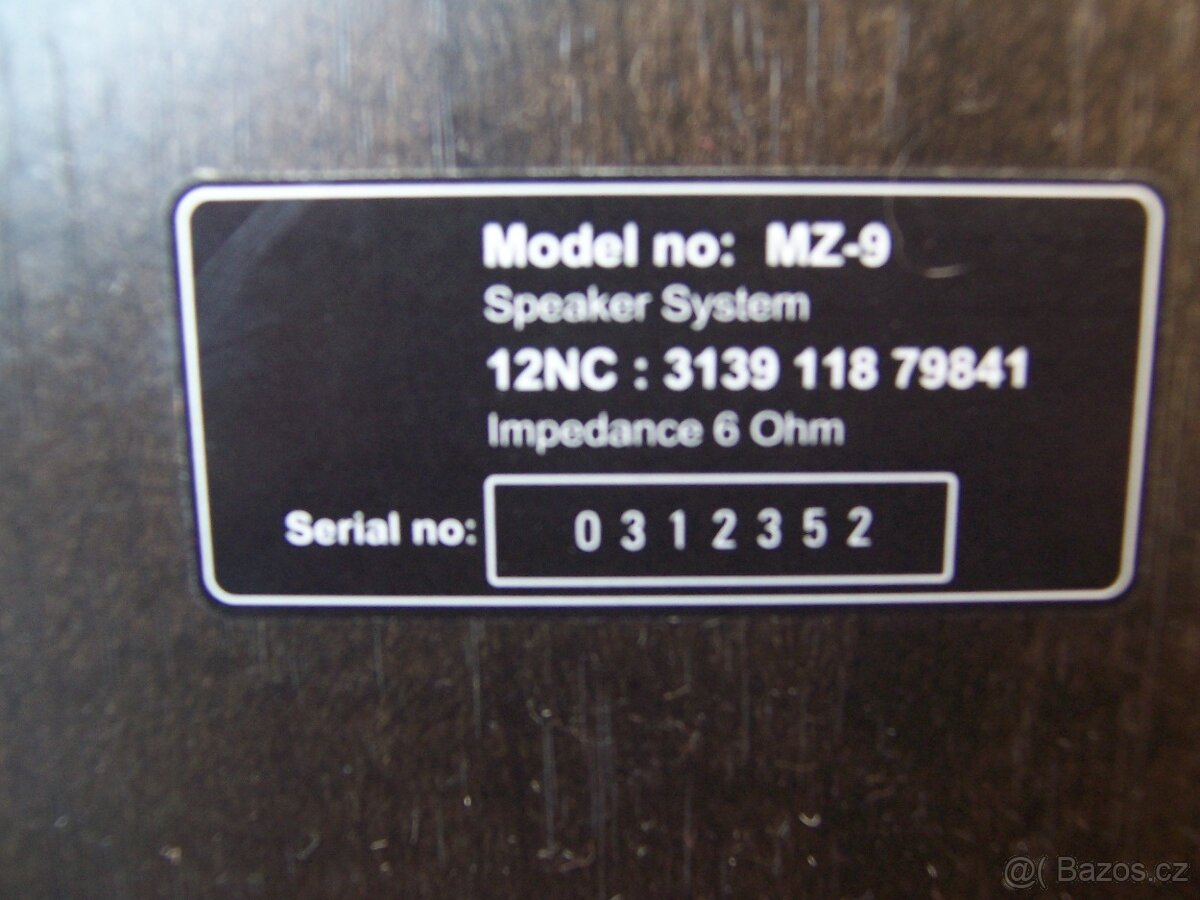 Model no: MZ-9
Speaker System
12NC : 3139 118 79841
Impedance 6 Ohm
Serial no: 0312352
@( Bazos.cz